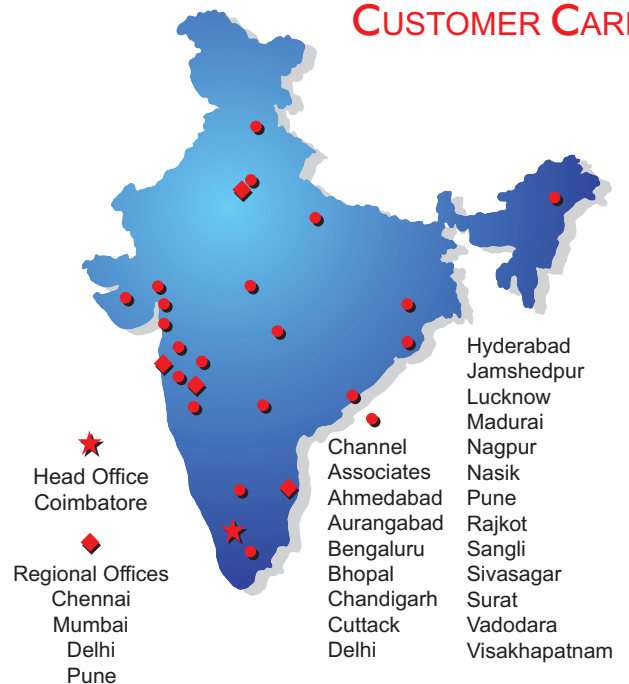 CUSTOMER CARE
Head Office
Coimbatore
Regional Offices
Chennai
Mumbai
Delhi
Pune
Channel
Associates
Ahmedabad
Aurangabad
Bengaluru
Bhopal
Chandigarh
Cuttack
Delhi
Hyderabad
Jamshedpur
Lucknow
Madurai
Nagpur
Nasik
Pune
Rajkot
Sangli
Sivasagar
Surat
Vadodara
Visakhapatnam